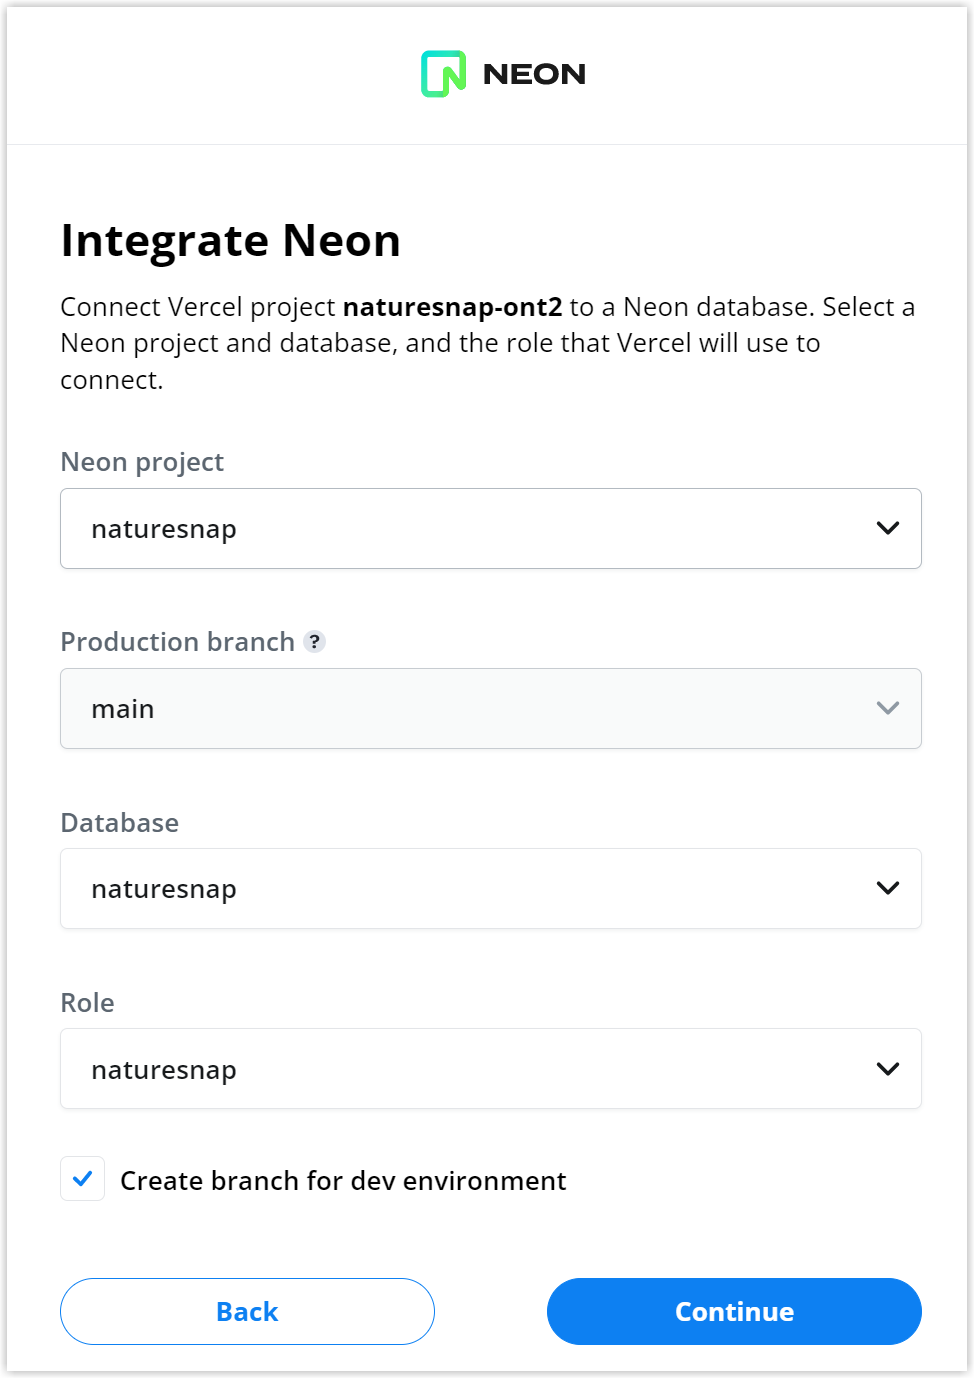 NEON
Integrate Neon
Connect Vercel project naturesnap-ont2 to a Neon database. Select a
Neon project and database, and the role that Vercel will use to
connect.
Neon project
naturesnap
Production branch ?
main
Database
naturesnap
Role
naturesnap
Create branch for dev environment
Back
Continue